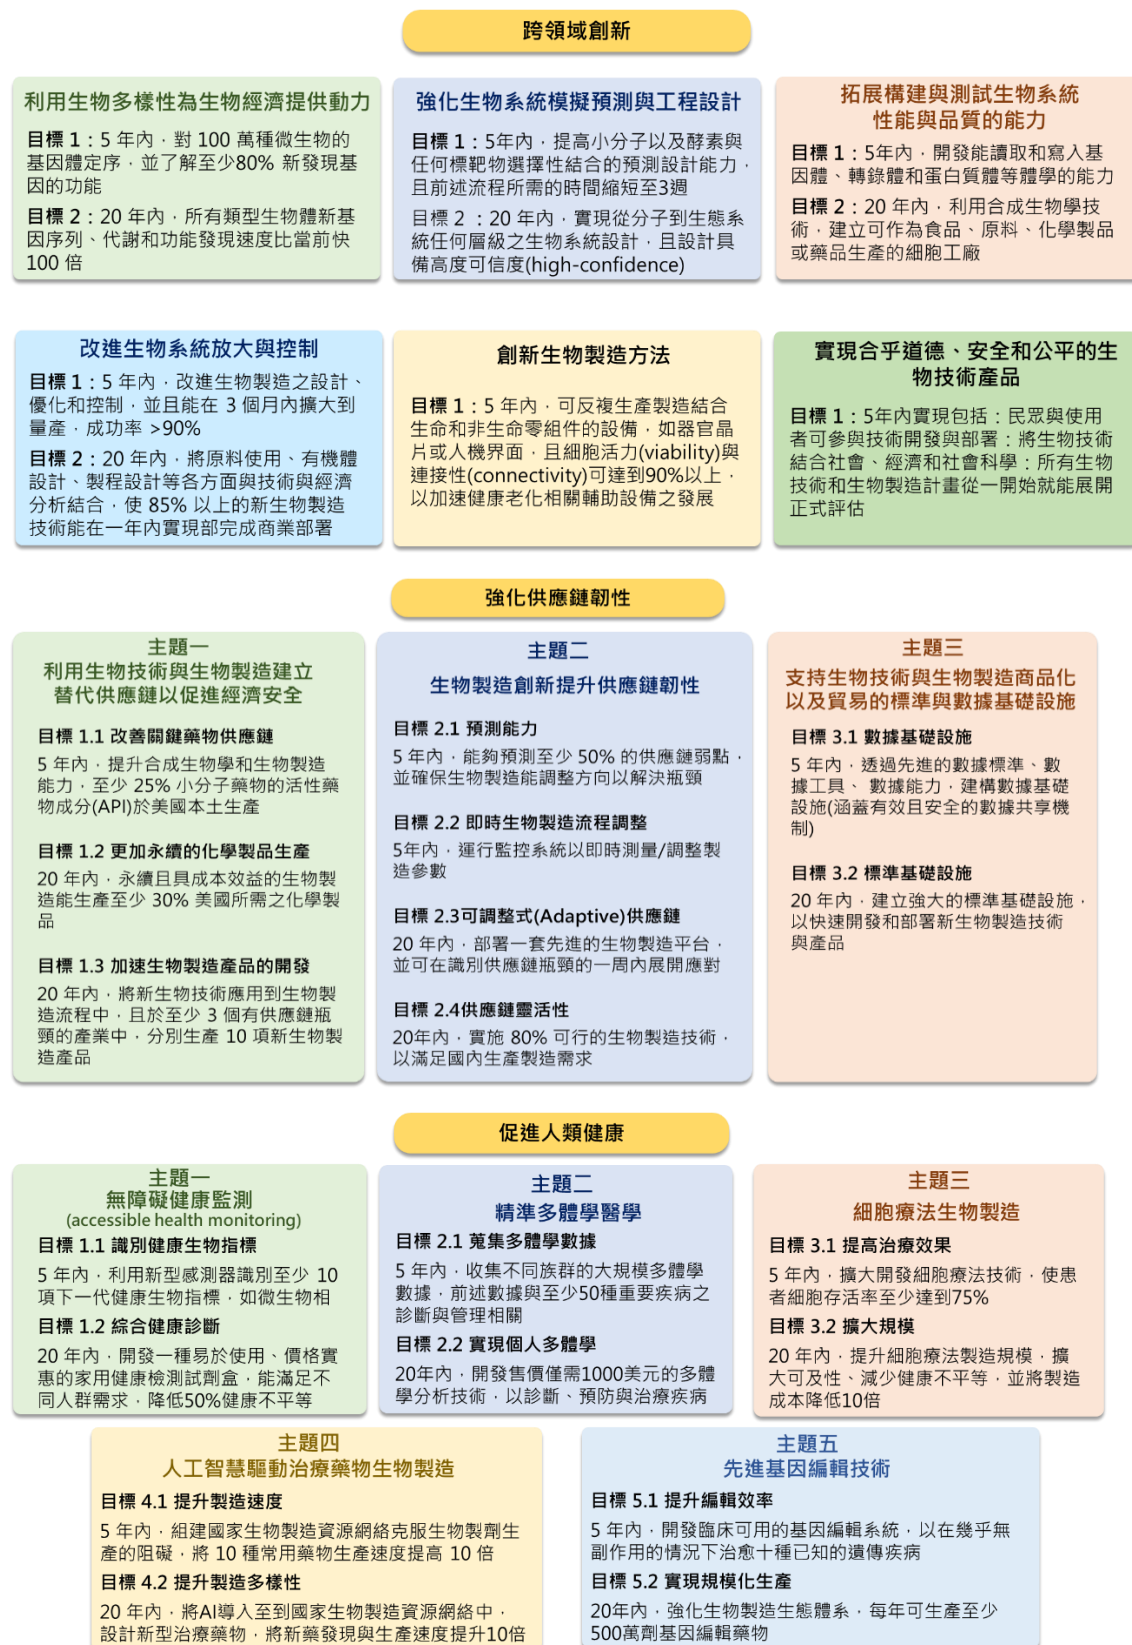 跨領域創新
利用生物多樣性為生物經濟提供動力
目標 1：5 年內，對 100 萬種微生物的
基因體定序，並了解至少80% 新發現基
因的功能
目標 2：20 年內，所有類型生物體新基
因序列、代謝和功能發現速度比當前快
100 倍
強化生物系統模擬預測與工程設計
目標 1：5年內，提高小分子以及酵素與
任何標靶物選擇性結合的預測設計能力，
且前述流程所需的時間縮短至3週
目標 2 ：20 年內，實現從分子到生態系
統任何層級之生物系統設計，且設計具
備高度可信度(high-confidence)
拓展構建與測試生物系統
性能與品質的能力
目標 1：5年內，開發能讀取和寫入基
因體、轉錄體和蛋白質體等體學的能力
目標 2：20 年內，利用合成生物學技
術，建立可作為食品、原料、化學製品
或藥品生產的細胞工廠
改進生物系統放大與控制
目標 1：5 年內，改進生物製造之設計、
優化和控制，並且能在 3 個月內擴大到
量產，成功率 >90%
目標 2：20 年內，將原料使用、有機體
設計、製程設計等各方面與技術與經濟
分析結合，使 85% 以上的新生物製造
技術能在一年內實現部完成商業部署
創新生物製造方法
目標 1：5 年內，可反複生產製造結合
生命和非生命零組件的設備，如器官晶
片或人機界面，且細胞活力(viability)與
連接性(connectivity)可達到90%以上，
以加速健康老化相關輔助設備之發展
實現合乎道德、安全和公平的生
物技術產品
目標 1：5年內實現包括：民眾與使用
者可參與技術開發與部署：將生物技術
結合社會、經濟和社會科學：所有生物
技術和生物製造計畫從一開始就能展開
正式評估
強化供應鏈韌性
主題一
利用生物技術與生物製造建立
替代供應鏈以促進經濟安全
目標 1.1 改善關鍵藥物供應鏈
5 年內，提升合成生物學和生物製造
能力，至少 25% 小分子藥物的活性藥
物成分(API)於美國本土生產
目標 1.2 更加永續的化學製品生產
20 年內，永續且具成本效益的生物製
造能生產至少 30% 美國所需之化學製
品
目標 1.3 加速生物製造產品的開發
20 年內，將新生物技術應用到生物製
造流程中，且於至少 3 個有供應鏈瓶
頸的產業中，分別生產 10 項新生物製
造產品
主題二
生物製造創新提升供應鏈韌性
目標 2.1 預測能力
5 年內，能夠預測至少 50% 的供應鏈弱點，
並確保生物製造能調整方向以解決瓶頸
目標 2.2 即時生物製造流程調整
5年內，運行監控系統以即時測量/調整製
造參數
目標 2.3可調整式(Adaptive)供應鏈
20 年內，部署一套先進的生物製造平台，
並可在識別供應鏈瓶頸的一周內展開應對
目標 2.4供應鏈靈活性
20年內，實施 80% 可行的生物製造技術，
以滿足國內生產製造需求
主題三
支持生物技術與生物製造商品化
以及貿易的標準與數據基礎設施
目標 3.1 數據基礎設施
5 年內，透過先進的數據標準、數
據工具、 數據能力，建構數據基礎
設施(涵蓋有效且安全的數據共享機
制)
目標 3.2 標準基礎設施
20 年內，建立強大的標準基礎設施，
以快速開發和部署新生物製造技術
與產品
促進人類健康
主題一
無障礙健康監測
(accessible health monitoring)
目標 1.1 識別健康生物指標
5 年內，利用新型感測器識別至少 10
項下一代健康生物指標，如微生物相
目標 1.2 綜合健康診斷
20 年內，開發一種易於使用、價格實
惠的家用健康檢測試劑盒，能滿足不
同人群需求，降低50%健康不平等
主題二
精準多體學醫學
目標 2.1 蒐集多體學數據
5 年內，收集不同族群的大規模多體學
數據，前述數據與至少50種重要疾病之
診斷與管理相關
目標 2.2 實現個人多體學
20年內，開發售價僅需1000美元的多體
學分析技術，以診斷、預防與治療疾病
主題三
細胞療法生物製造
目標 3.1 提高治療效果
5 年內，擴大開發細胞療法技術，使患
者細胞存活率至少達到75%
目標 3.2 擴大規模
20 年內，提升細胞療法製造規模，擴
大可及性、減少健康不平等，並將製造
成本降低10倍
主題四
人工智慧驅動治療藥物生物製造
目標 4.1 提升製造速度
5 年內，組建國家生物製造資源網絡克服生物製劑生
產的阻礙，將 10 種常用藥物生產速度提高 10 倍
目標 4.2 提升製造多樣性
20 年內，將AI導入至到國家生物製造資源網絡中，
設計新型治療藥物，將新藥發現與生產速度提升10倍
主題五
先進基因編輯技術
目標 5.1 提升編輯效率
5 年內，開發臨床可用的基因編輯系統，以在幾乎無
副作用的情況下治愈十種已知的遺傳疾病
目標 5.2 實現規模化生產
20年內，強化生物製造生態體系，每年可生產至少
500萬劑基因編輯藥物